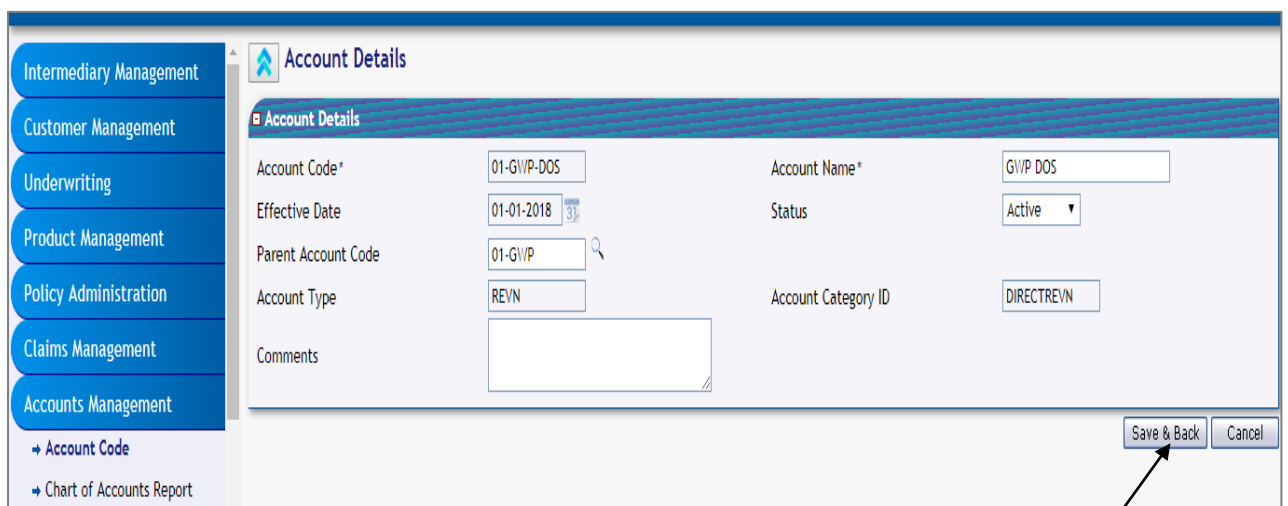 Intermediary Management
Customer Management
Underwriting
Product Management
Policy Administration
Claims Management
Accounts Management
Account Code
Chart of Accounts Report
Account Details
Account Details
Account Code* 01-GWP-DOS Account Name* GWP DOS
Effective Date 01-01-2018 31 Status Active
Parent Account Code 01-GWP
Account Type REVN Account Category ID DIRECTREVN
Comments
Save & Back Cancel